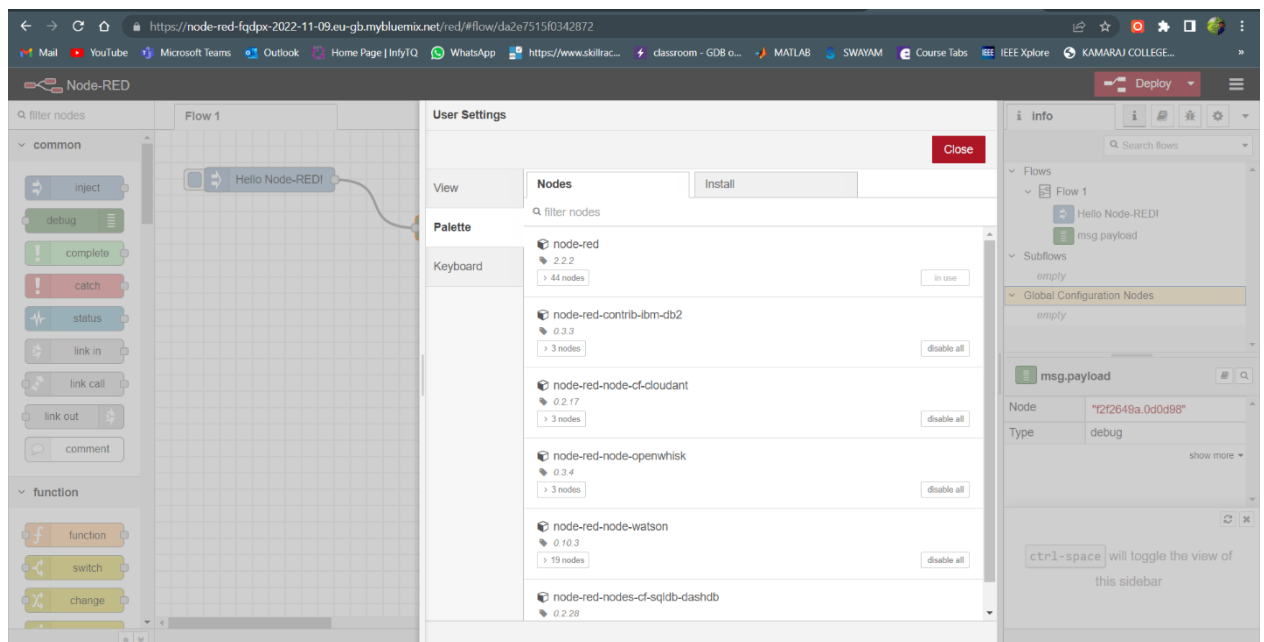 https://node-red-fqdpx-2022-11-09.eu-gb.mybluemix.net/red/#flow/da2e7515f0342872
Mail YouTube Microsoft Teams Outlook Home Page | InfyTQ WhatsApp https://www.skillrac... classroom - GDB o... MATLAB SWAYAM Course Tabs IEEE IEEE Xplore KAMARAJ COLLEGE... »
Node-RED
Deploy
filter nodes
common
inject
debug
complete
catch
status
link in
link call
link out
comment
function
function
switch
change
Flow 1
Hello Node-RED!
User Settings
Close
View
Palette
Keyboard
Nodes
Install
filter nodes
node-red
2.2.2
> 44 nodes
in use
node-red-contrib-ibm-db2
0.3.3
> 3 nodes
disable all
node-red-node-cf-cloudant
0.2.17
> 3 nodes
disable all
node-red-node-openwhisk
0.3.4
> 3 nodes
disable all
node-red-node-watson
0.10.3
> 19 nodes
disable all
node-red-nodes-cf-sqldb-dashdb
0.2.28
i info
i
Search flows
Flows
Flow 1
Hello Node-RED!
msg.payload
Subflows
empty
Global Configuration Nodes
empty
msg.payload
Node "f2f2649a.0d0d98"
Type debug
show more
ctrl-space will toggle the view of
this sidebar